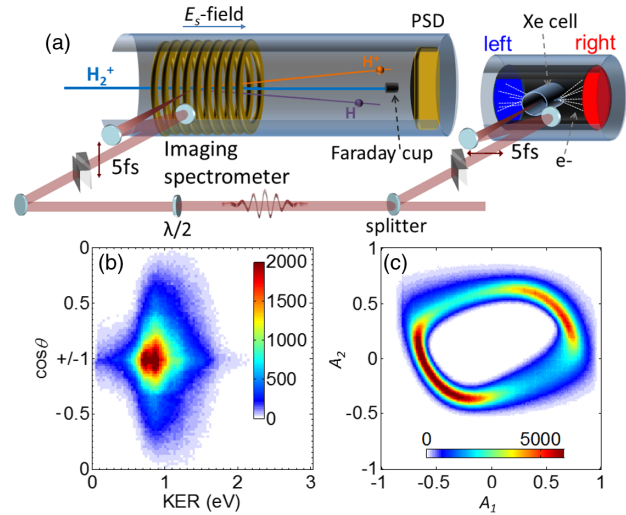 (a)
E_s-field
PSD
Xe cell
left
right
H₂⁺
H⁺
H
Faraday cup
e-
5fs
5fs
Imaging
spectrometer
λ/2
splitter
(b)
(c)
0
0.5
+/-1
-0.5
0
cosθ
0
1
2
3
KER (eV)
2000
1500
1000
500
0
1
0.5
0
-0.5
-1
A₂
0
5000
-1
-0.5
0
0.5
1
A₁